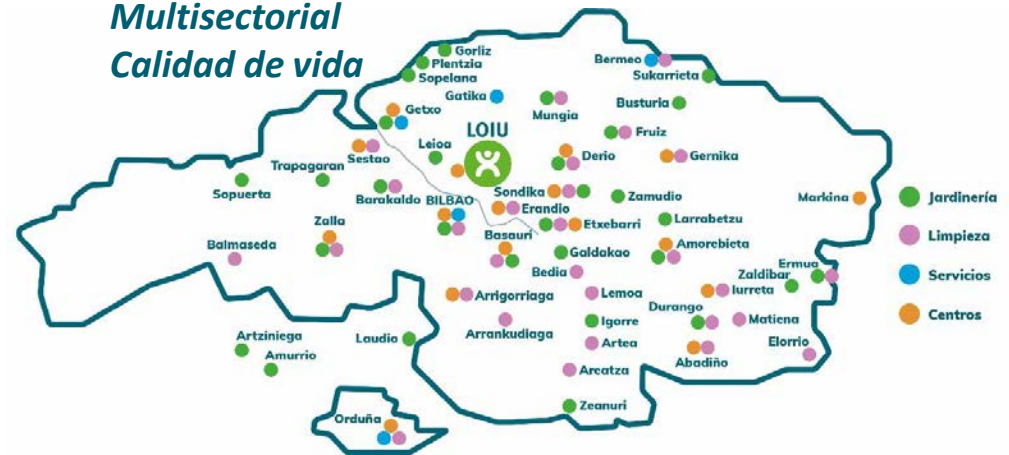 Multisectorial
Calidad de vida
Gorliz
Plentzia
Sopelana
Bermeo
Sukarrieta
Gatika
Getxo
Mungia
Busturia
Fruiz
LOIU
Leioa
Sestao
Derio
Gernika
Trapagaran
Sopuerta
Barakaldo
BILBAO
Sondika
Erandio
Zamudio
Markina
Jardinería
Zalla
Etxebarri
Larrabetzu
Limpieza
Balmaseda
Basauri
Galdakao
Amorebieta
Bedia
Ermua
Zaldibar
Servicios
Arrigorriaga
Lemoa
Iurreta
Durango
Matiena
Centros
Arrankudiaga
Igorre
Artea
Elorrio
Abadiño
Artziniega
Laudio
Amurrio
Areatza
Zeanuri
Orduña